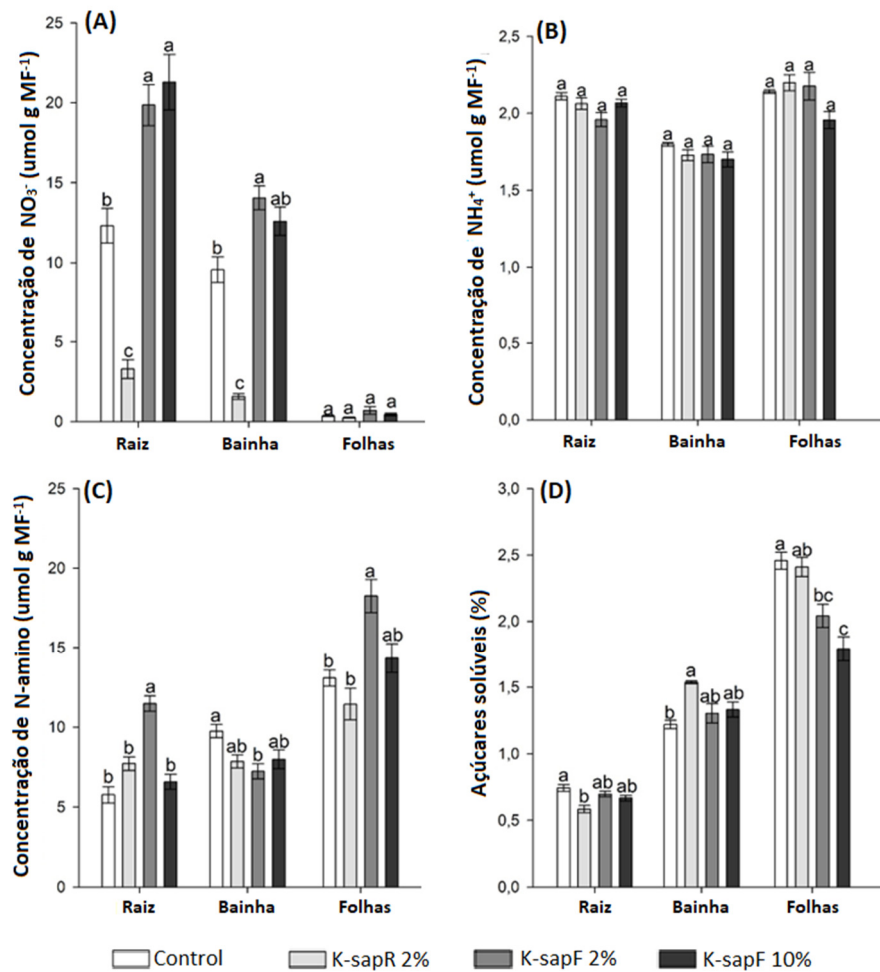 (A)
Concentração de NO₃⁻ (umol g MF⁻¹)
25
20
15
10
5
0
b c a a
b c a ab
a a a a
Raiz Bainha Folhas
(B)
Concentração de NH₄⁺ (umol g MF⁻¹)
2,5
2,0
1,5
1,0
0,5
0,0
a a a a
a a a a
a a a a
Raiz Bainha Folhas
(C)
Concentração de N-amino (umol g MF⁻¹)
25
20
15
10
5
0
b b a b
a ab b ab
b b a ab
Raiz Bainha Folhas
(D)
Açúcares solúveis (%)
3,0
2,5
2,0
1,5
1,0
0,5
0,0
a b ab ab
b a ab ab
a ab bc c
Raiz Bainha Folhas
Control K-sapR 2% K-sapF 2% K-sapF 10%